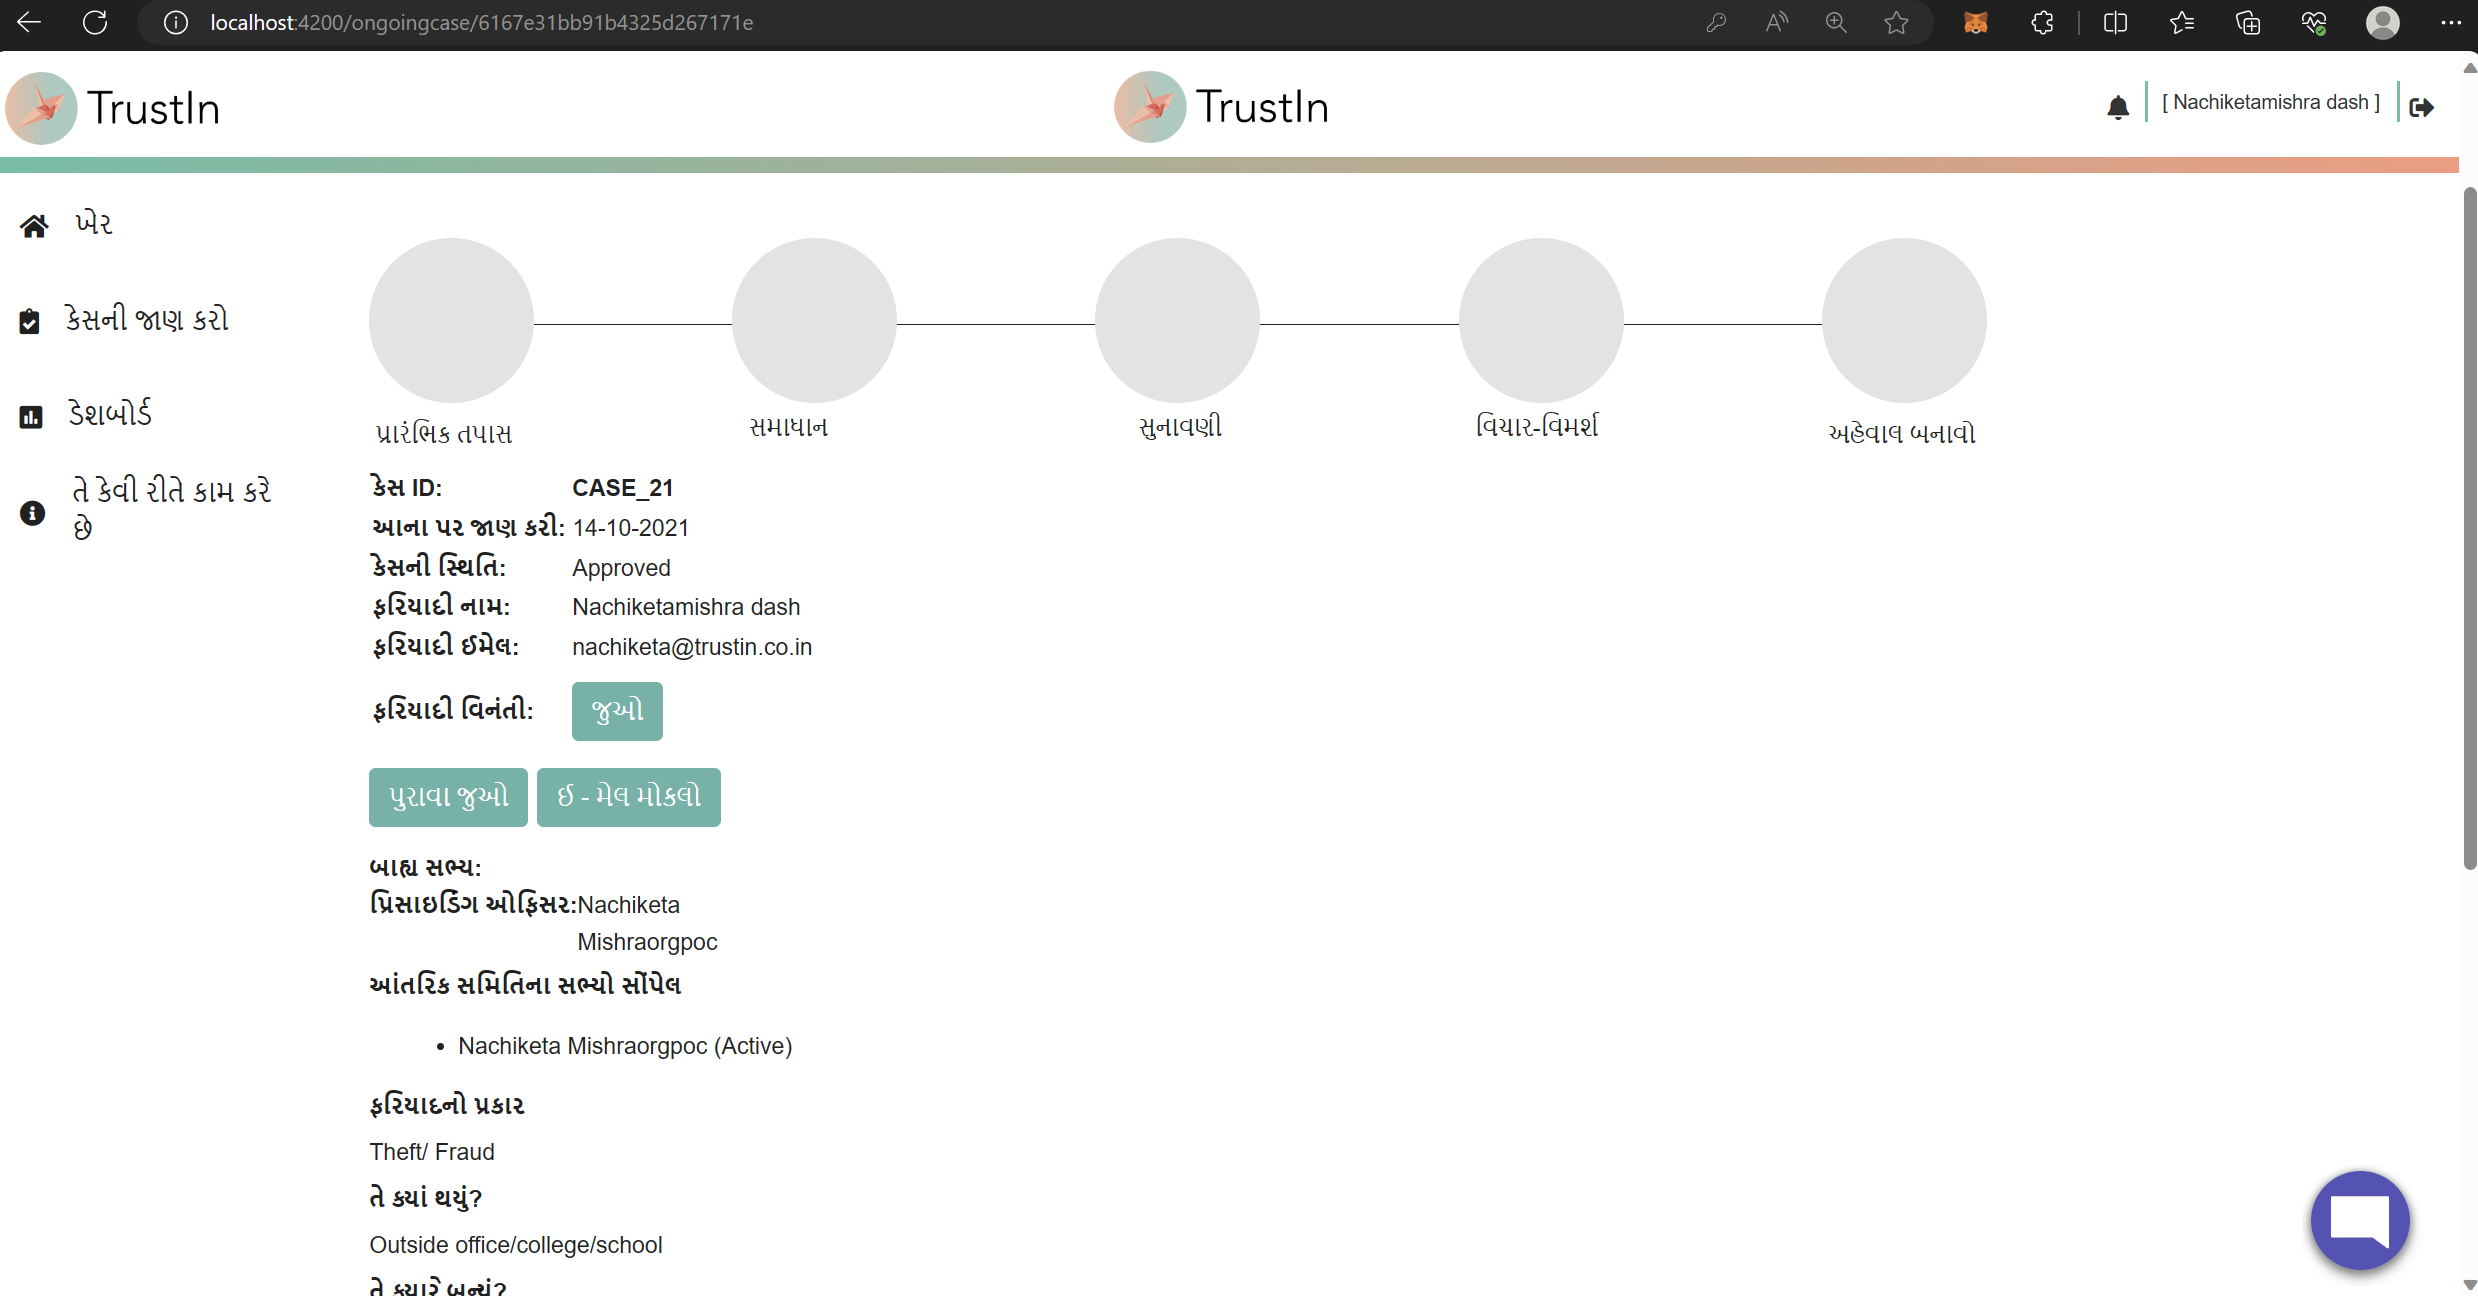 localhost:4200/ongoingcase/6167e31bb91b4325d267171e
TrustIn
TrustIn
[ Nachiketamishra dash ]
ખેર
કેસની જાણ કરો
ડેશબોર્ડ
તે કેવી રીતે કામ કરે
છે
પ્રારંભિક તપાસ
સમાધાન
સુનાવણી
વિચાર-વિમર્શ
અહેવાલ બનાવો
કેસ ID: CASE_21
આના પર જાણ કરી: 14-10-2021
કેસની સ્થિતિ: Approved
ફરિયાદી નામ: Nachiketamishra dash
ફરિયાદી ઈમેલ: nachiketa@trustin.co.in
ફરિયાદી વિનંતી: જુઓ
પુરાવા જુઓ ઈ - મેલ મોકલો
બાહ્ય સભ્ય:
પ્રિસાઇડિંગ ઓફિસર:Nachiketa
Mishraorgpoc
આંતરિક સમિતિના સભ્યો સોંપેલ
• Nachiketa Mishraorgpoc (Active)
ફરિયાદનો પ્રકાર
Theft/ Fraud
તે ક્યાં થયું?
Outside office/college/school
તે ક્યારે બન્યું?